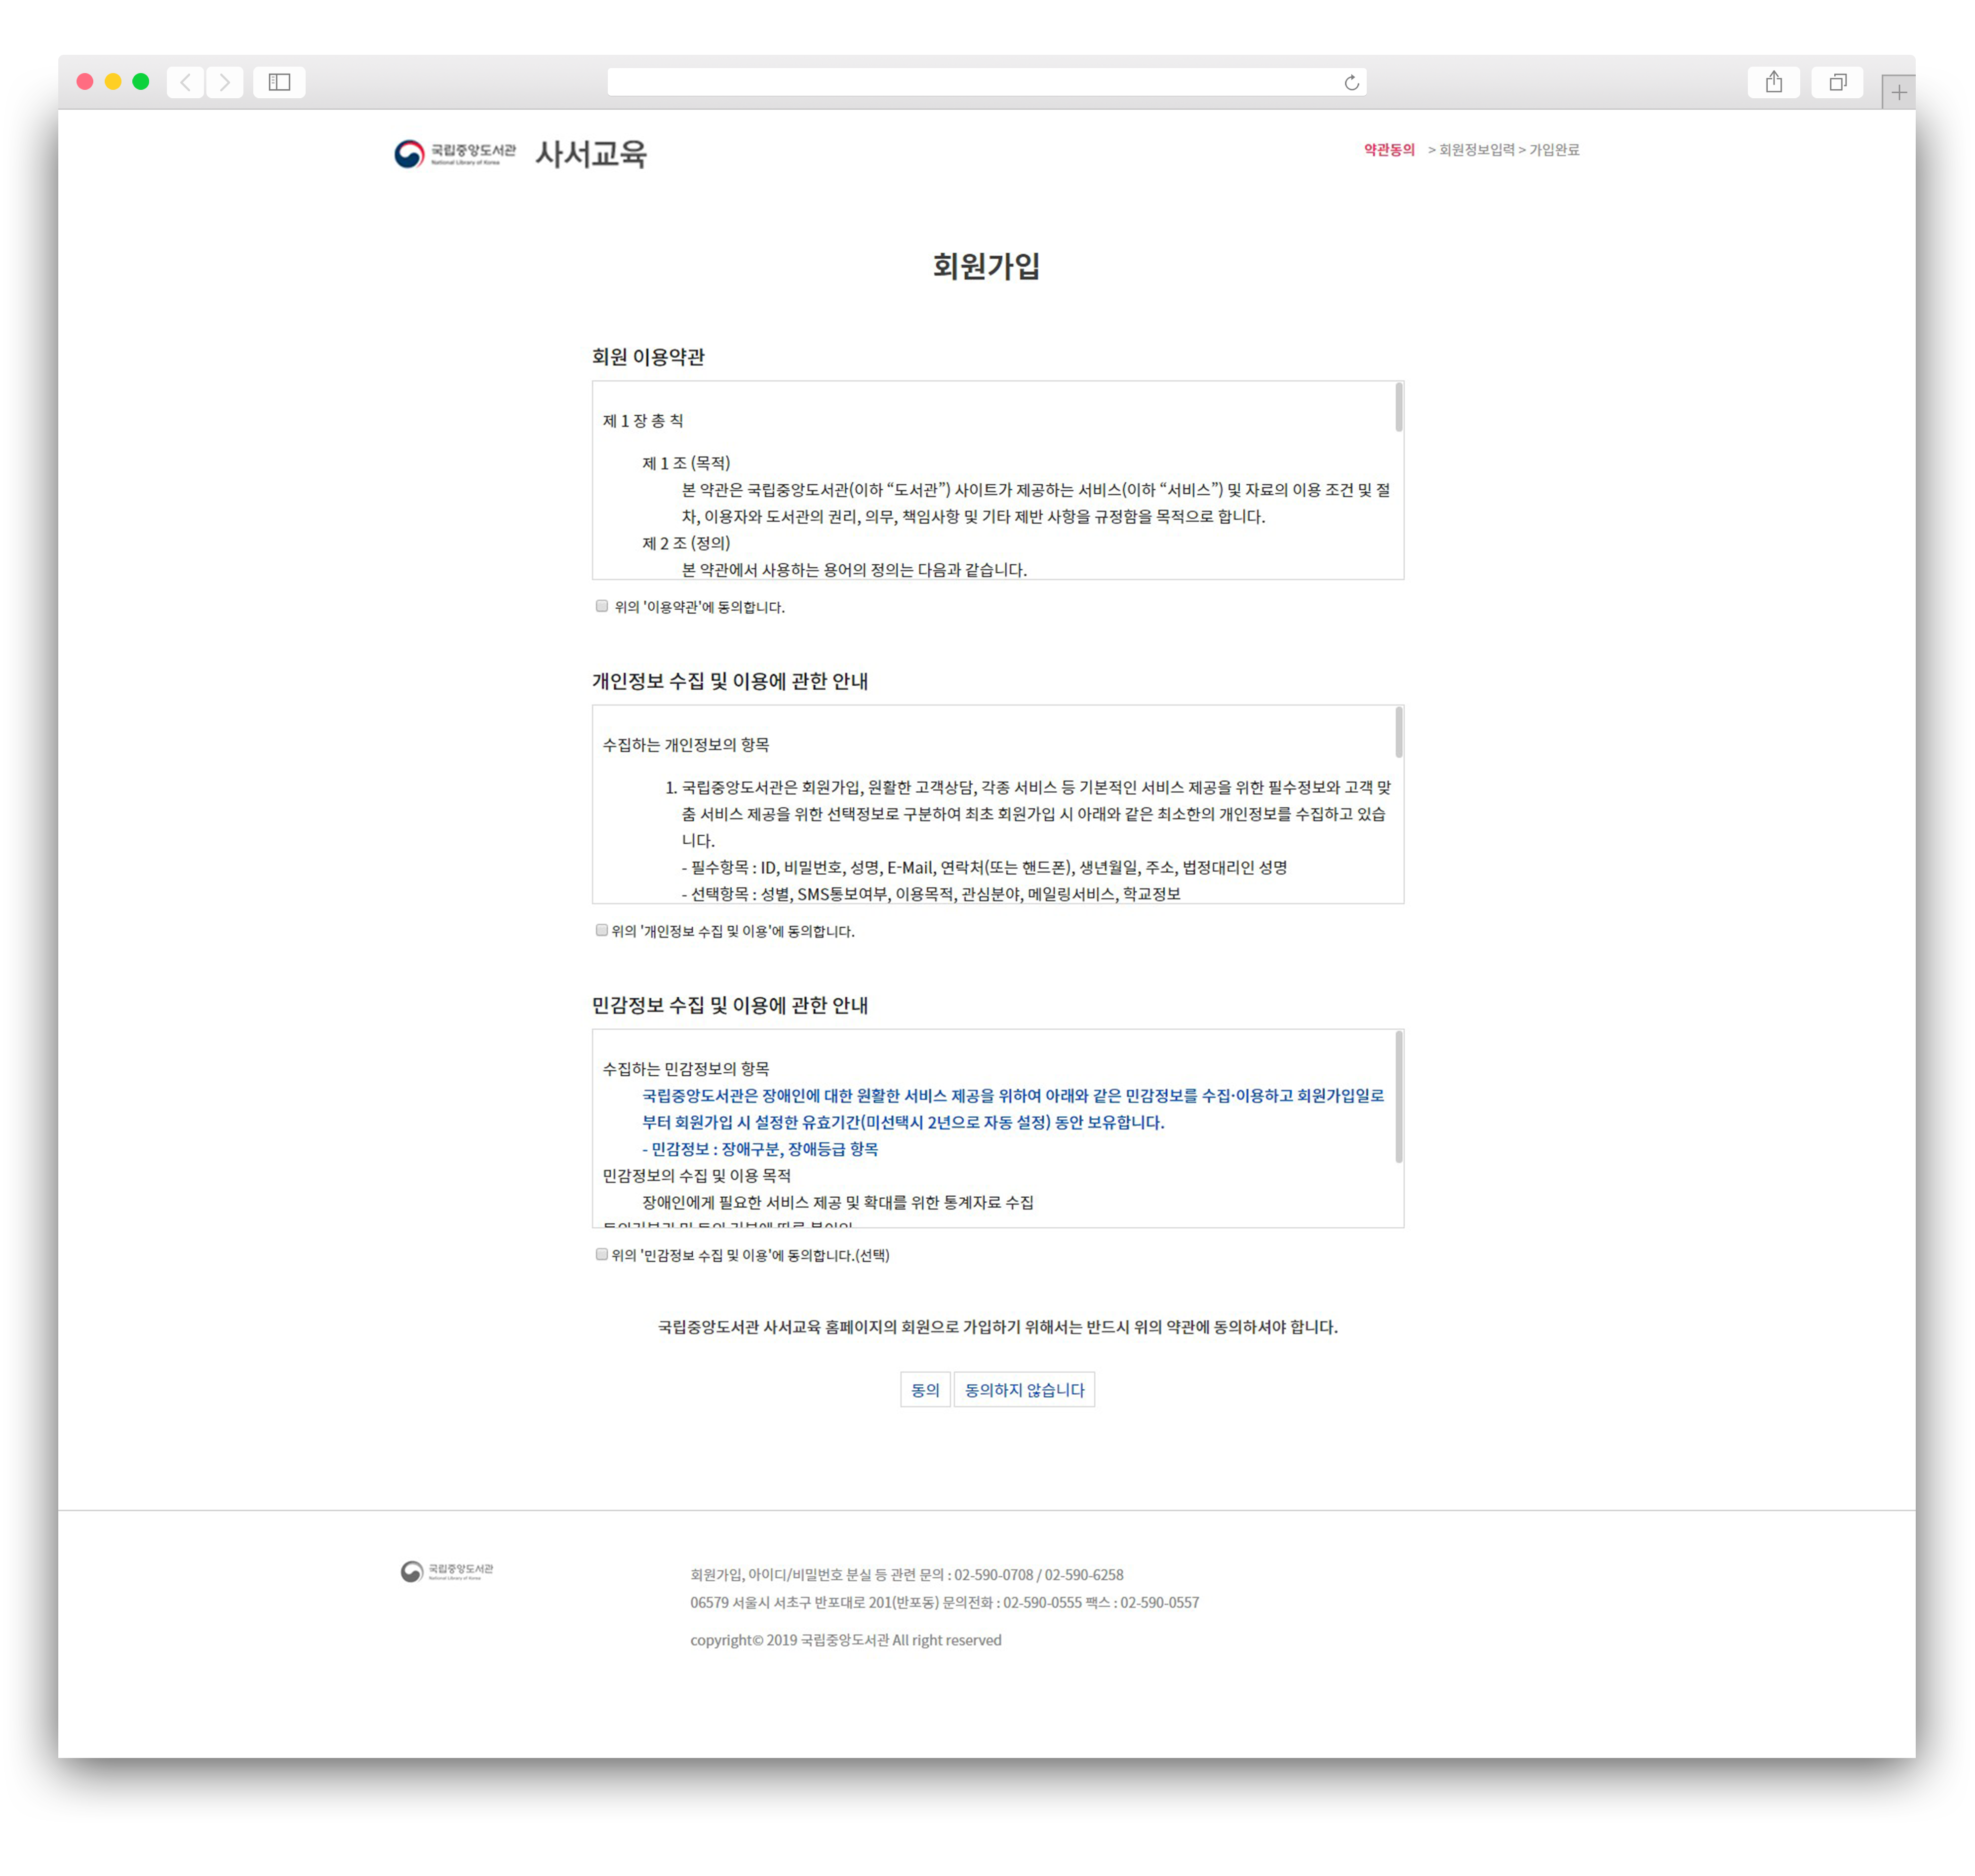 국립중앙도서관
National Library of Korea
사서교육
약관동의 > 회원정보입력 > 가입완료
회원가입
회원 이용약관
제 1 장 총 칙
제 1 조 (목적)
본 약관은 국립중앙도서관(이하 “도서관”) 사이트가 제공하는 서비스(이하 “서비스”) 및 자료의 이용 조건 및 절
차, 이용자와 도서관의 권리, 의무, 책임사항 및 기타 제반 사항을 규정함을 목적으로 합니다.
제 2 조 (정의)
본 약관에서 사용하는 용어의 정의는 다음과 같습니다.
위의 '이용약관'에 동의합니다.
개인정보 수집 및 이용에 관한 안내
수집하는 개인정보의 항목
1. 국립중앙도서관은 회원가입, 원활한 고객상담, 각종 서비스 등 기본적인 서비스 제공을 위한 필수정보와 고객 맞
춤 서비스 제공을 위한 선택정보로 구분하여 최초 회원가입 시 아래와 같은 최소한의 개인정보를 수집하고 있습
니다.
- 필수항목 : ID, 비밀번호, 성명, E-Mail, 연락처(또는 핸드폰), 생년월일, 주소, 법정대리인 성명
- 선택항목 : 성별, SMS통보여부, 이용목적, 관심분야, 메일링서비스, 학교정보
위의 '개인정보 수집 및 이용'에 동의합니다.
민감정보 수집 및 이용에 관한 안내
수집하는 민감정보의 항목
국립중앙도서관은 장애인에 대한 원활한 서비스 제공을 위하여 아래와 같은 민감정보를 수집·이용하고 회원가입일로
부터 회원가입 시 설정한 유효기간(미선택시 2년으로 자동 설정) 동안 보유합니다.
- 민감정보 : 장애구분, 장애등급 항목
민감정보의 수집 및 이용 목적
장애인에게 필요한 서비스 제공 및 확대를 위한 통계자료 수집
위의 '민감정보 수집 및 이용'에 동의합니다.(선택)
국립중앙도서관 사서교육 홈페이지의 회원으로 가입하기 위해서는 반드시 위의 약관에 동의하셔야 합니다.
동의 동의하지 않습니다
국립중앙도서관
National Library of Korea
회원가입, 아이디/비밀번호 분실 등 관련 문의 : 02-590-0708 / 02-590-6258
06579 서울시 서초구 반포대로 201(반포동) 문의전화 : 02-590-0555 팩스 : 02-590-0557
copyright© 2019 국립중앙도서관 All right reserved